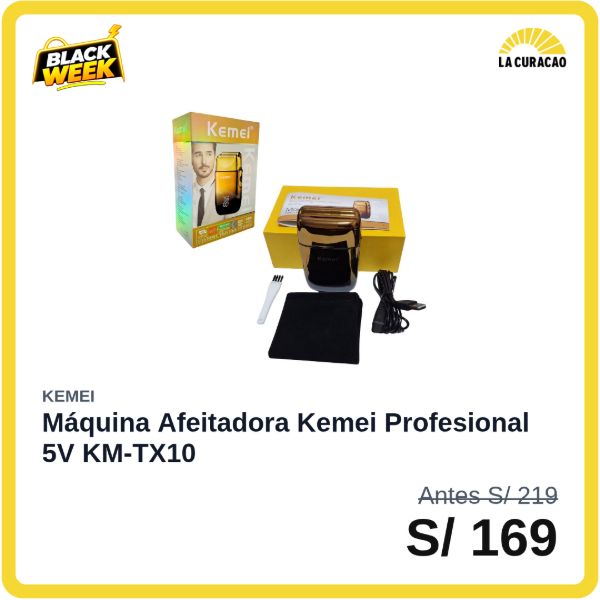 BLACK
WEEK
LA CURACAO
Kemei
Kemei
KEMEI
Máquina Afeitadora Kemei Profesional
5V KM-TX10
Antes S/ 219
S/ 169